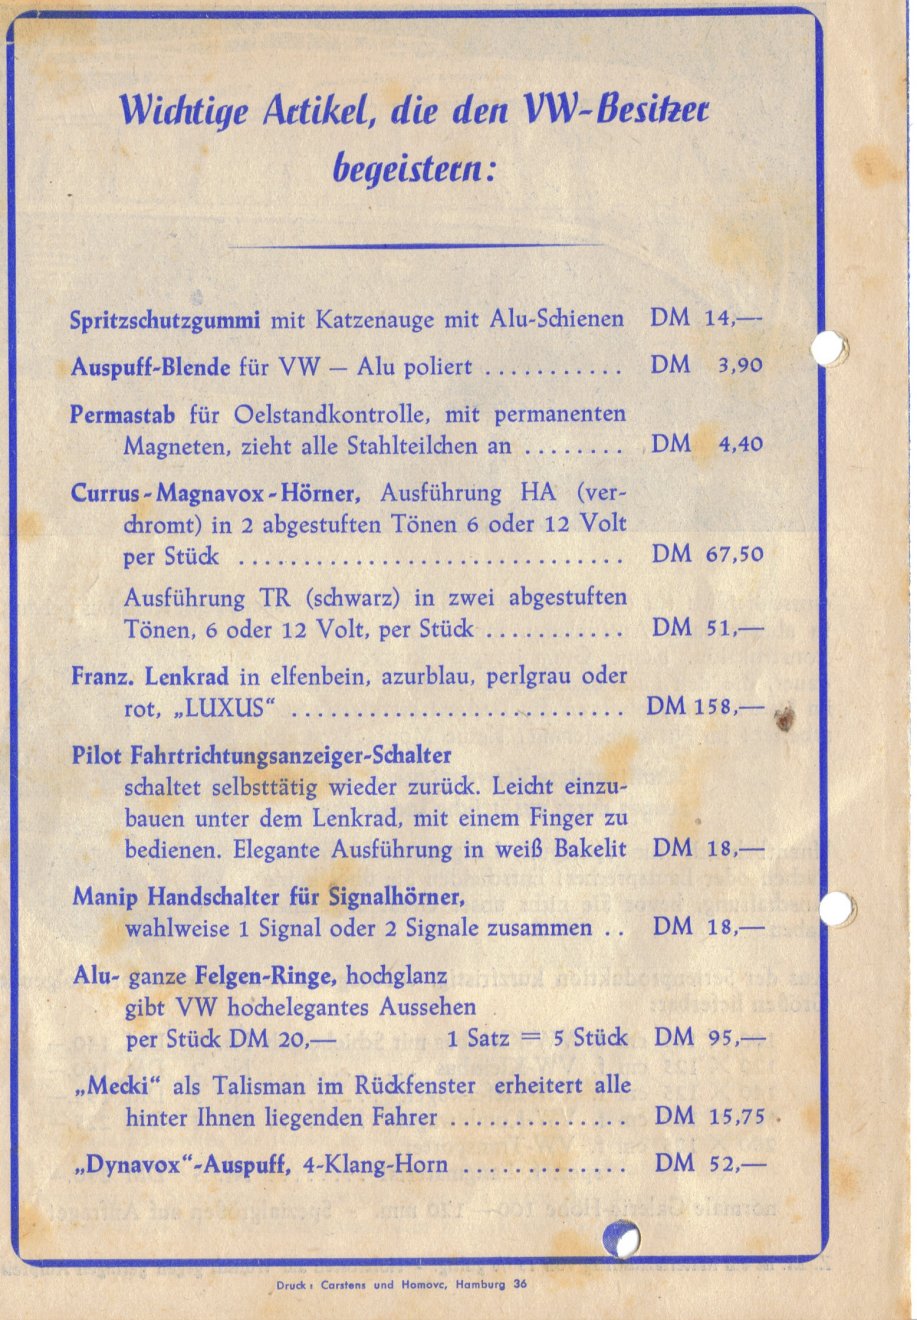 Wichtige Artikel, die den VW-Besitzer
begeistern:
Spritzschutzgummi mit Katzenauge mit Alu-Schienen DM 14,—
Auspuff-Blende für VW — Alu poliert . . . . . . . . . . . DM 3,90
Permastab für Oelstandkontrolle, mit permanenten
Magneten, zieht alle Stahlteilchen an . . . . . . . . DM 4,40
Currus-Magnavox-Hörner, Ausführung HA (ver-
chromt) in 2 abgestuften Tönen 6 oder 12 Volt
per Stück . . . . . . . . . . . . . . . . . . . . . . . . . . . . DM 67,50
Ausführung TR (schwarz) in zwei abgestuften
Tönen, 6 oder 12 Volt, per Stück . . . . . . . . . . . DM 51,—
Franz. Lenkrad in elfenbein, azurblau, perlgrau oder
rot, „LUXUS“ . . . . . . . . . . . . . . . . . . . . . . . . . . DM 158,—
Pilot Fahrtrichtungsanzeiger-Schalter
schaltet selbsttätig wieder zurück. Leicht einzu-
bauen unter dem Lenkrad, mit einem Finger zu
bedienen. Elegante Ausführung in weiß Bakelit DM 18,—
Manip Handschalter für Signalhörner,
wahlweise 1 Signal oder 2 Signale zusammen . . DM 18,—
Alu- ganze Felgen-Ringe, hochglanz
gibt VW hochelegantes Aussehen
per Stück DM 20,— 1 Satz = 5 Stück DM 95,—
„Mecki“ als Talisman im Rückfenster erheitert alle
hinter Ihnen liegenden Fahrer . . . . . . . . . . . . . . DM 15,75
„Dynavox“-Auspuff, 4-Klang-Horn . . . . . . . . . . . . . DM 52,—
Druck: Carstens und Homovc, Hamburg 36